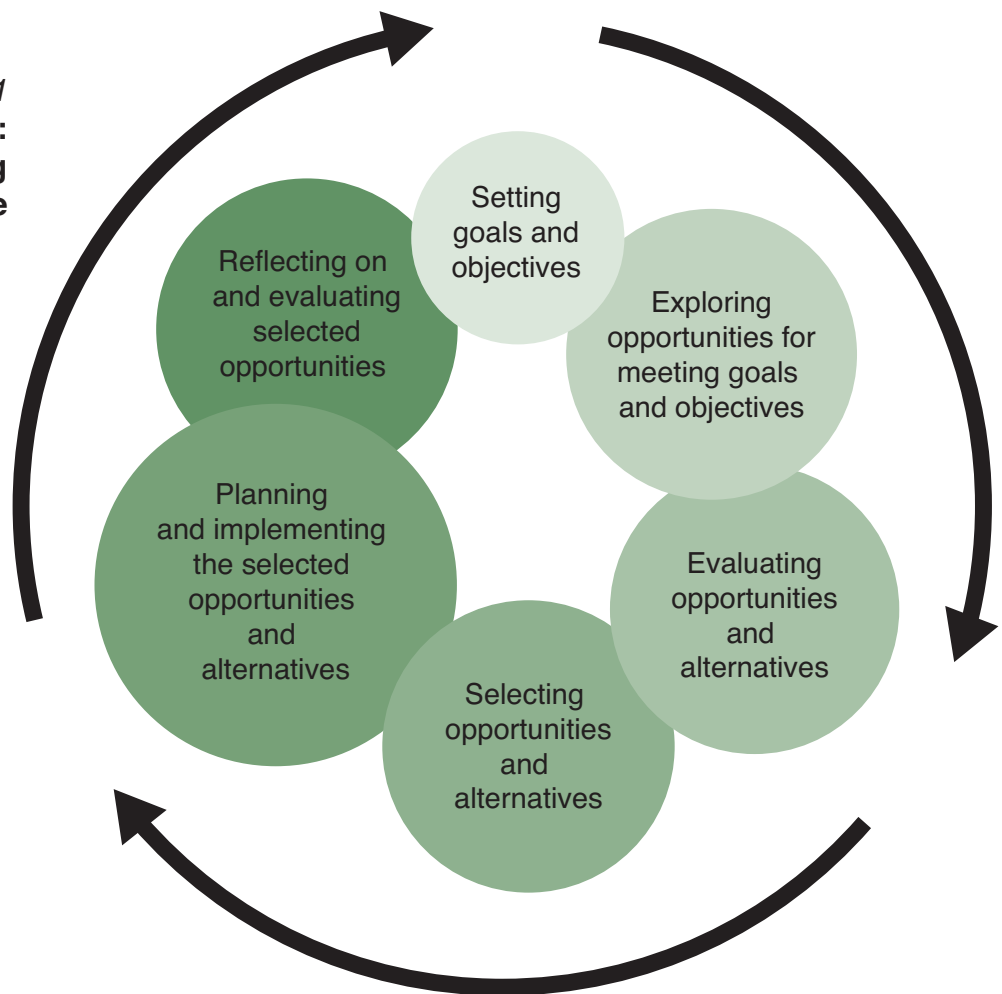 :
g
e
Setting
goals and
objectives
Exploring
opportunities for
meeting goals
and objectives
Evaluating
opportunities
and
alternatives
Selecting
opportunities
and
alternatives
Planning
and implementing
the selected
opportunities
and
alternatives
Reflecting on
and evaluating
selected
opportunities